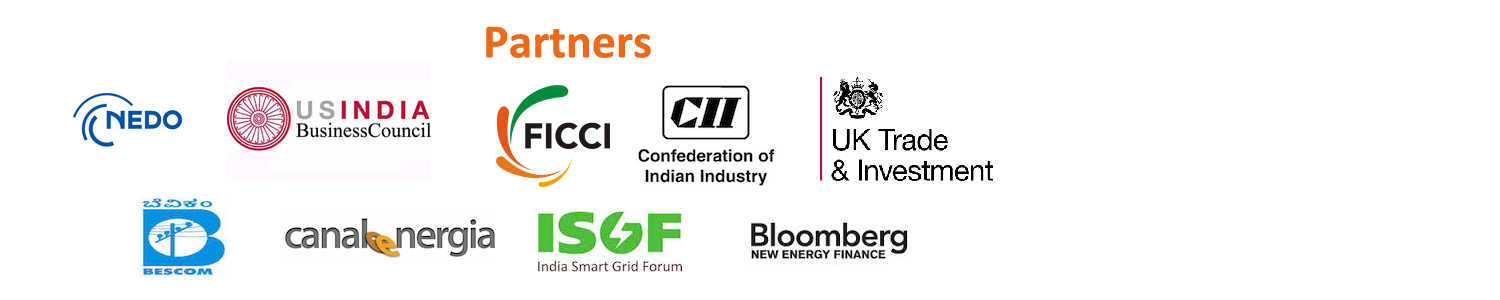 Partners
NEDO
USINDIA
BusinessCouncil
FICCI
CII
Confederation of
Indian Industry
UK Trade
& Investment
ಬೆವಿಕಂ
BESCOM
canalenergia
ISGF
India Smart Grid Forum
Bloomberg
NEW ENERGY FINANCE